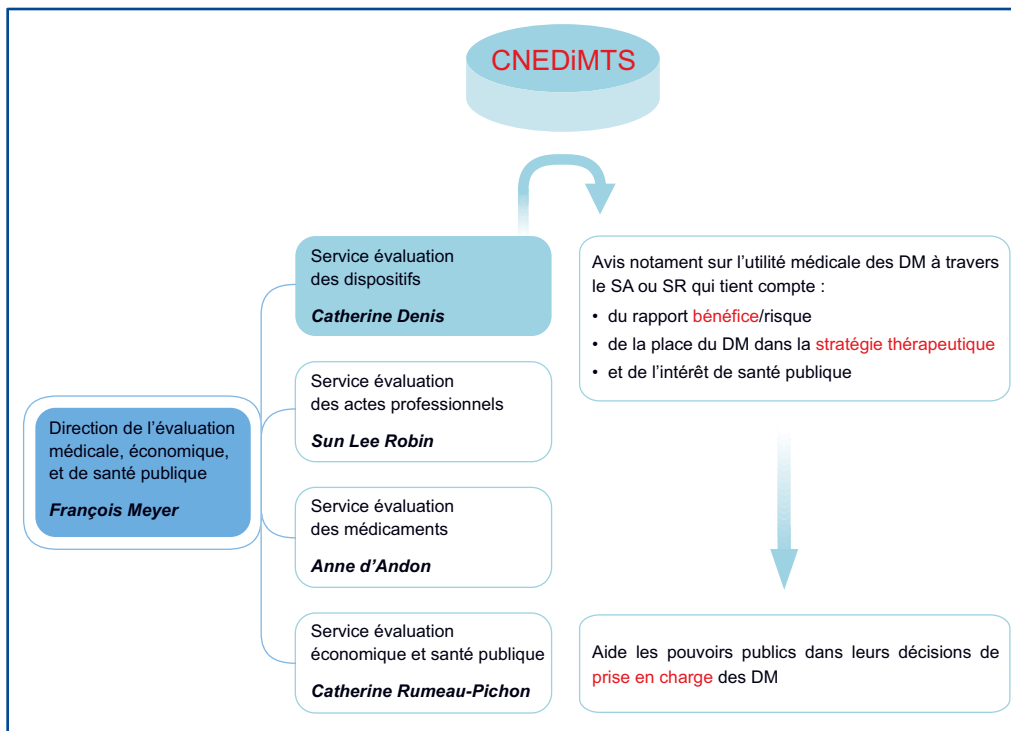 CNEDiMTS
Service évaluation
des dispositifs
Catherine Denis
Service évaluation
des actes professionnels
Sun Lee Robin
Direction de l'évaluation
médicale, économique,
et de santé publique
François Meyer
Service évaluation
des médicaments
Anne d'Andon
Service évaluation
économique et santé publique
Catherine Rumeau-Pichon
Avis notament sur l'utilité médicale des DM à travers
le SA ou SR qui tient compte :
• du rapport bénéfice/risque
• de la place du DM dans la stratégie thérapeutique
• et de l'intérêt de santé publique
Aide les pouvoirs publics dans leurs décisions de
prise en charge des DM